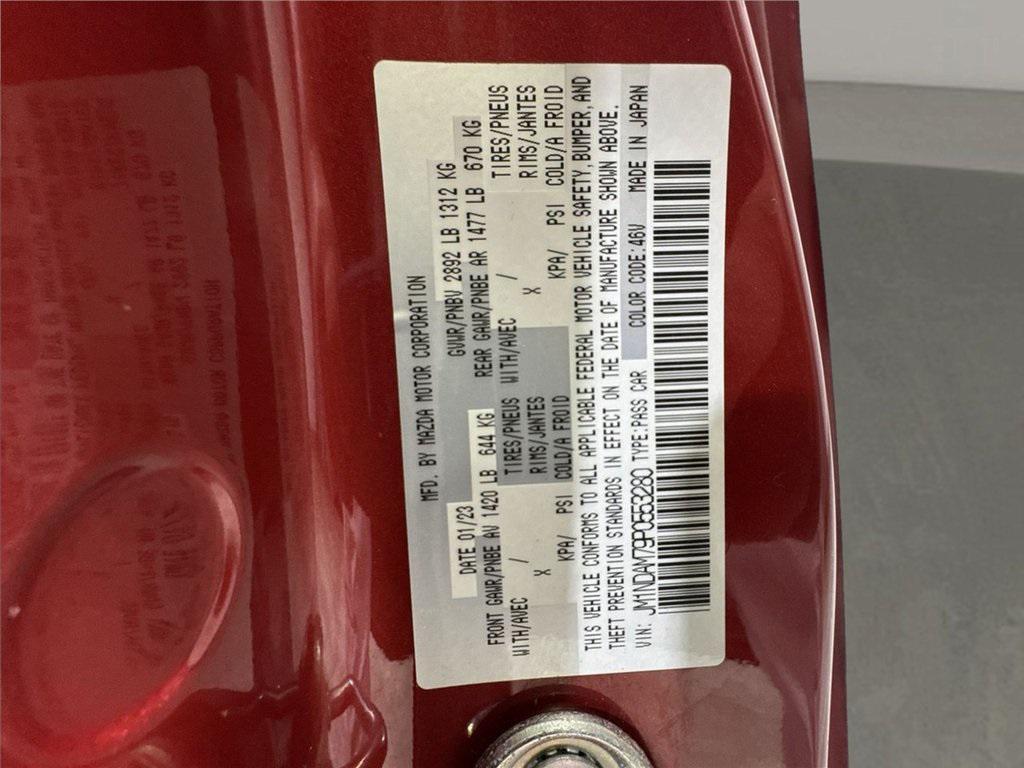 MFD. BY MAZDA MOTOR CORPORATION
DATE 01/23 GVWR/PNBV 2892 LB 1312 KG
FRONT GAWR/PNBE AV 1420 LB 644 KG REAR GAWR/PNBE AR 1477 LB 670 KG
WITH/AVEC / TIRES/PNEUS WITH/AVEC / TIRES/PNEUS
X RIMS/JANTES X RIMS/JANTES
KPA/ PSI COLD/A FROID KPA/ PSI COLD/A FROID
THIS VEHICLE CONFORMS TO ALL APPLICABLE FEDERAL MOTOR VEHICLE SAFETY, BUMPER, AND
THEFT PREVENTION STANDARDS IN EFFECT ON THE DATE OF MANUFACTURE SHOWN ABOVE.
VIN: JM1NDAM79P0553280 TYPE:PASS CAR COLOR CODE:46V MADE IN JAPAN